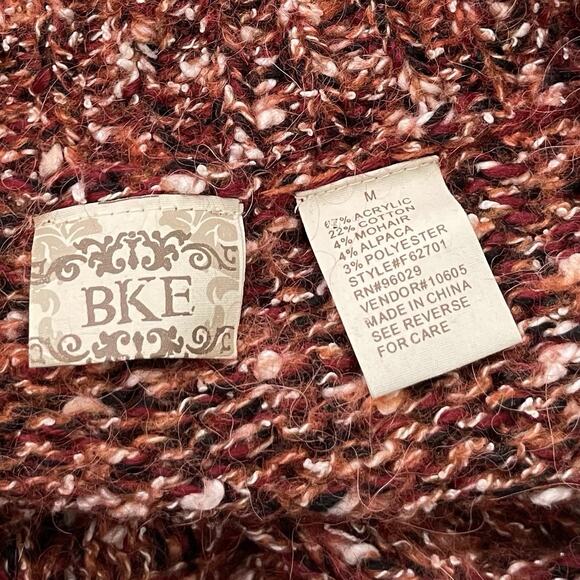 BKE
M
67% ACRYLIC
22% COTTON
4% MOHAIR
4% ALPACA
3% POLYESTER
STYLE#F62701
RN#96029
VENDOR#10605
MADE IN CHINA
SEE REVERSE
FOR CARE